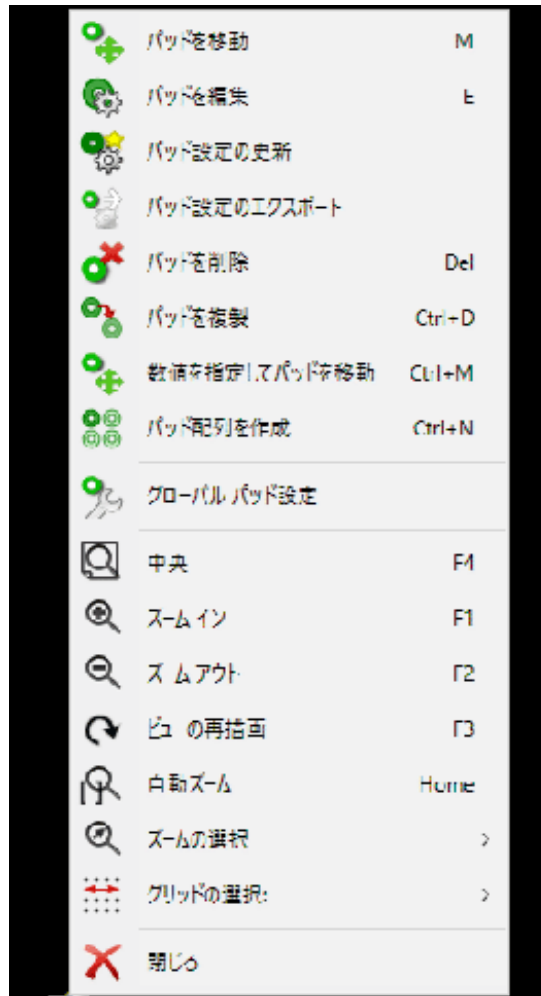 パッドを移動 M
パッドを編集 E
パッド設定の更新
パッド設定のエクスポート
パッドを削除 Del
パッドを複製 Ctrl+D
数値を指定してパッドを移動 Ctrl+M
パッド配列を作成 Ctrl+N
グローバル パッド設定
中央 F4
ズーム イン F1
ズーム アウト F2
ビューの再描画 F3
自動ズーム Home
ズームの選択 >
グリッドの選択: >
閉じる